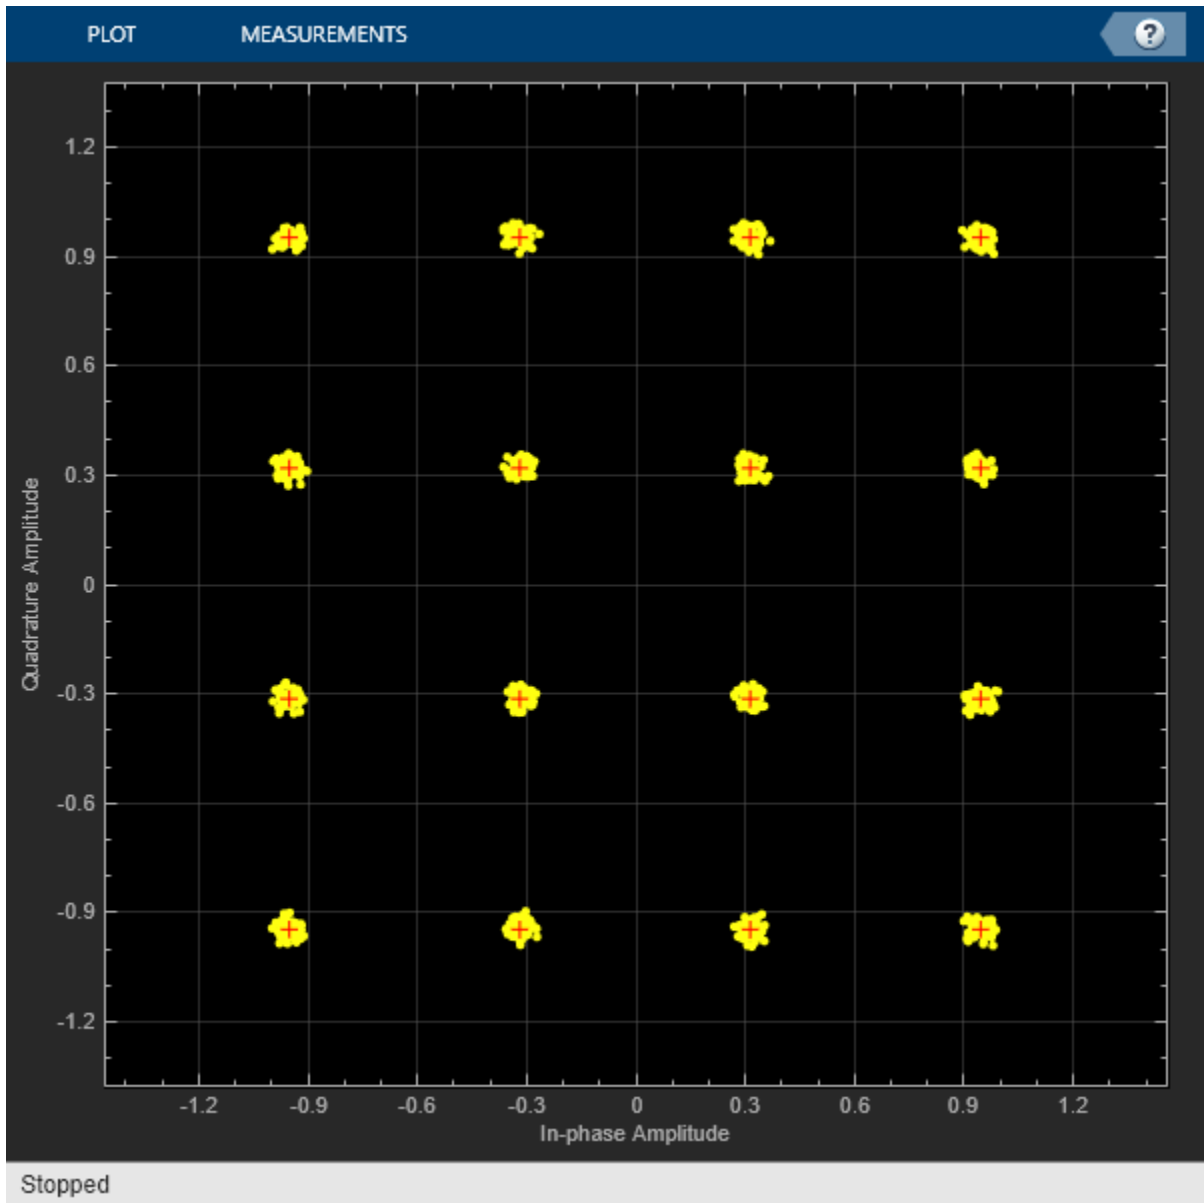 PLOT MEASUREMENTS ?
1.2
0.9
0.6
0.3
0
-0.3
-0.6
-0.9
-1.2
Quadrature Amplitude
-1.2 -0.9 -0.6 -0.3 0 0.3 0.6 0.9 1.2
In-phase Amplitude
Stopped